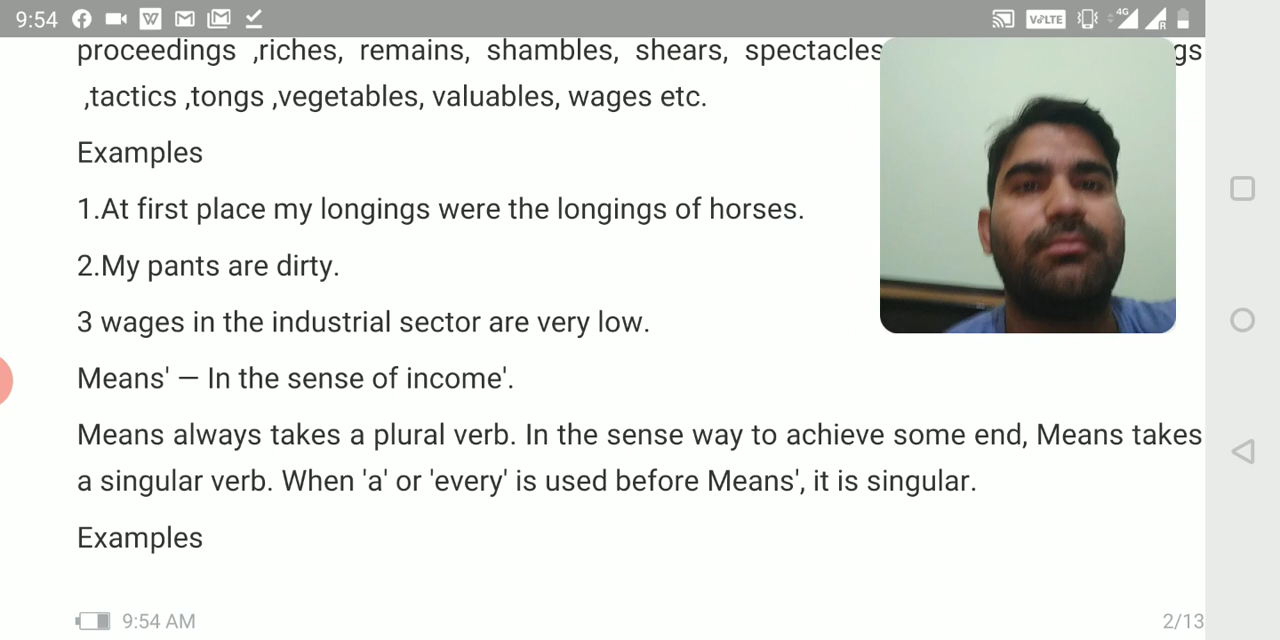 9:54 VoLTE 4G R
proceedings ,riches, remains, shambles, shears, spectacles gs
,tactics ,tongs ,vegetables, valuables, wages etc.
Examples
1.At first place my longings were the longings of horses.
2.My pants are dirty.
3 wages in the industrial sector are very low.
Means' — In the sense of income'.
Means always takes a plural verb. In the sense way to achieve some end, Means takes
a singular verb. When 'a' or 'every' is used before Means', it is singular.
Examples
9:54 AM 2/13